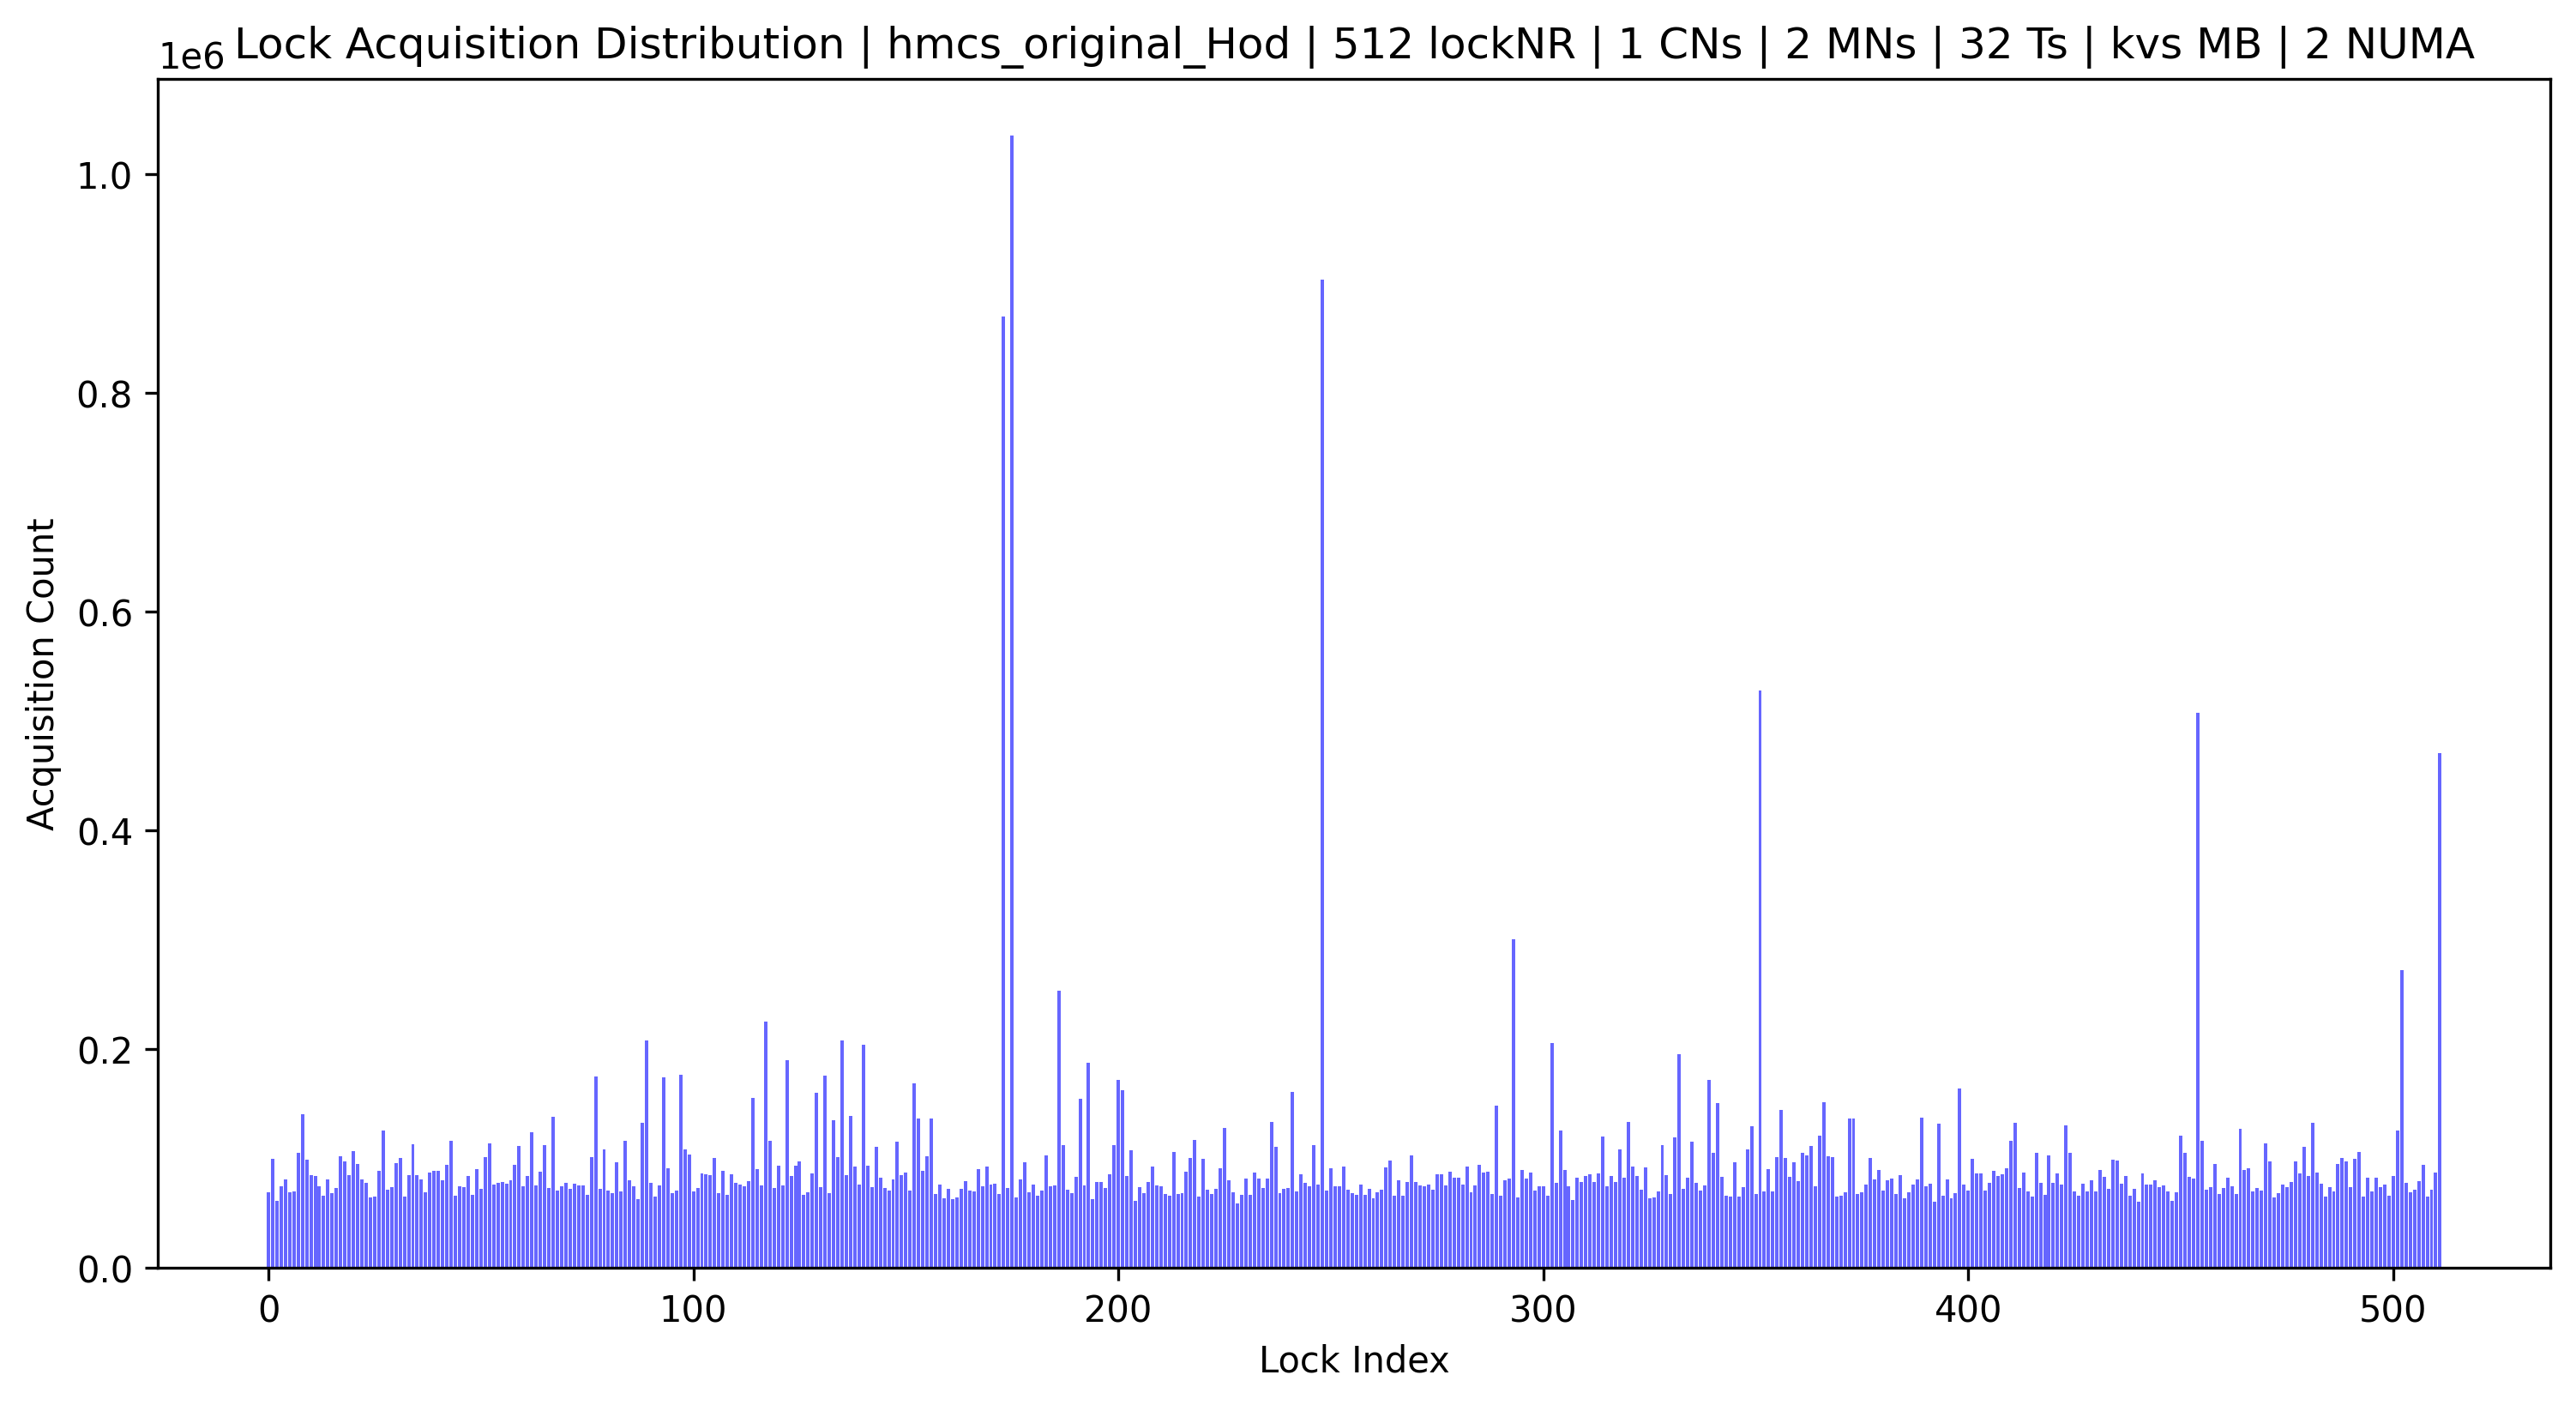 Lock Acquisition Distribution | hmcs_original_Hod | 512 lockNR | 1 CNs | 2 MNs | 32 Ts | kvs MB | 2 NUMA
1e6
1.0
0.8
0.6
0.4
0.2
0.0
Acquisition Count
0 100 200 300 400 500
Lock Index